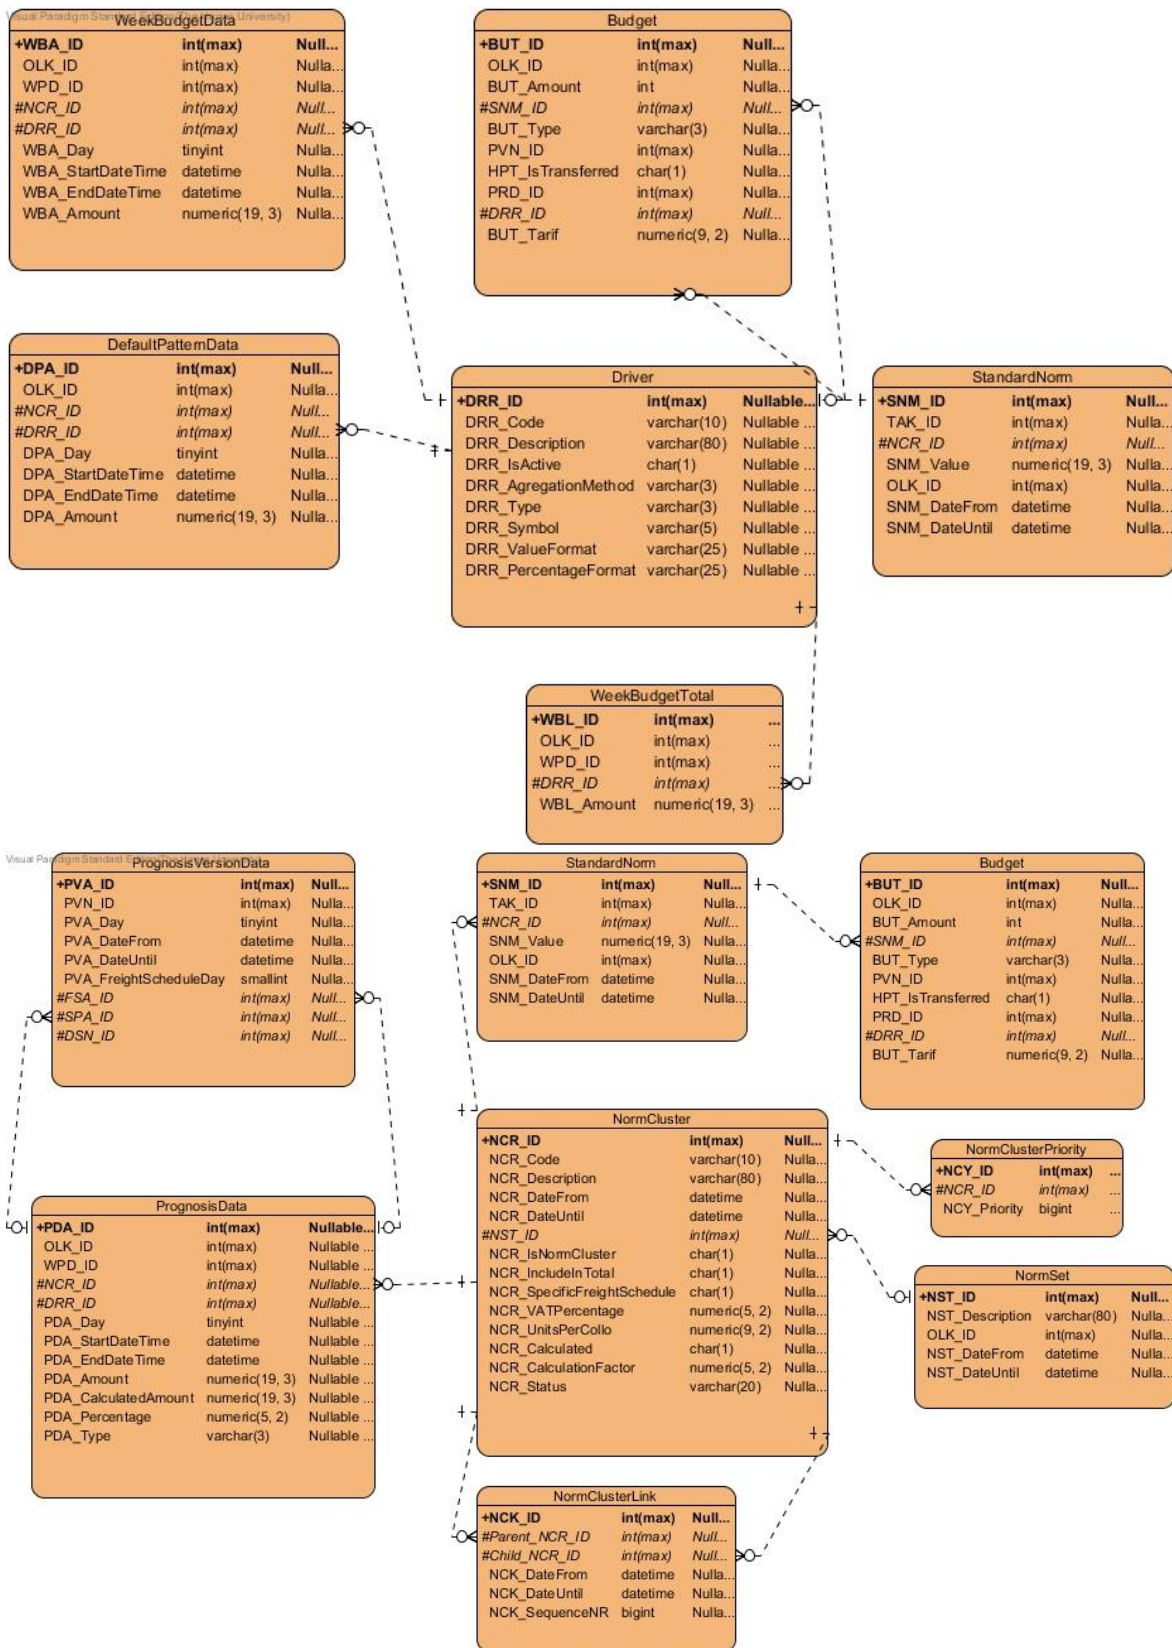 Visual Paradigm Standard Edition(The Hague University)
WeekBudgetData
+WBA_ID int(max) Null...
OLK_ID int(max) Nulla...
WPD_ID int(max) Nulla...
#NCR_ID int(max) Null...
#DRR_ID int(max) Null...
WBA_Day tinyint Nulla...
WBA_StartDateTime datetime Nulla...
WBA_EndDateTime datetime Nulla...
WBA_Amount numeric(19, 3) Nulla...
Budget
+BUT_ID int(max) Null...
OLK_ID int(max) Nulla...
BUT_Amount int Nulla...
#SNM_ID int(max) Null...
BUT_Type varchar(3) Nulla...
PVN_ID int(max) Nulla...
HPT_IsTransferred char(1) Nulla...
PRD_ID int(max) Nulla...
#DRR_ID int(max) Null...
BUT_Tarif numeric(9, 2) Nulla...
DefaultPatternData
+DPA_ID int(max) Null...
OLK_ID int(max) Nulla...
#NCR_ID int(max) Null...
#DRR_ID int(max) Null...
DPA_Day tinyint Nulla...
DPA_StartDateTime datetime Nulla...
DPA_EndDateTime datetime Nulla...
DPA_Amount numeric(19, 3) Nulla...
Driver
+DRR_ID int(max) Nullable...
DRR_Code varchar(10) Nullable ...
DRR_Description varchar(80) Nullable ...
DRR_IsActive char(1) Nullable ...
DRR_AgregationMethod varchar(3) Nullable ...
DRR_Type varchar(3) Nullable ...
DRR_Symbol varchar(5) Nullable ...
DRR_ValueFormat varchar(25) Nullable ...
DRR_PercentageFormat varchar(25) Nullable ...
StandardNorm
+SNM_ID int(max) Null...
TAK_ID int(max) Nulla...
#NCR_ID int(max) Null...
SNM_Value numeric(19, 3) Nulla...
OLK_ID int(max) Nulla...
SNM_DateFrom datetime Nulla...
SNM_DateUntil datetime Nulla...
WeekBudgetTotal
+WBL_ID int(max) ...
OLK_ID int(max) ...
WPD_ID int(max) ...
#DRR_ID int(max) ...
WBL_Amount numeric(19, 3) ...
Visual Paradigm Standard
PrognosisVersionData
+PVA_ID int(max) Null...
PVN_ID int(max) Nulla...
PVA_Day tinyint Nulla...
PVA_DateFrom datetime Nulla...
PVA_DateUntil datetime Nulla...
PVA_FreightScheduleDay smallint Nulla...
#FSA_ID int(max) Null...
#SPA_ID int(max) Null...
#DSN_ID int(max) Null...
StandardNorm
+SNM_ID int(max) Null...
TAK_ID int(max) Nulla...
#NCR_ID int(max) Null...
SNM_Value numeric(19, 3) Nulla...
OLK_ID int(max) Nulla...
SNM_DateFrom datetime Nulla...
SNM_DateUntil datetime Nulla...
Budget
+BUT_ID int(max) Null...
OLK_ID int(max) Nulla...
BUT_Amount int Nulla...
#SNM_ID int(max) Null...
BUT_Type varchar(3) Nulla...
PVN_ID int(max) Nulla...
HPT_IsTransferred char(1) Nulla...
PRD_ID int(max) Nulla...
#DRR_ID int(max) Null...
BUT_Tarif numeric(9, 2) Nulla...
PrognosisData
+PDA_ID int(max) Nullable...
OLK_ID int(max) Nullable ...
WPD_ID int(max) Nullable ...
#NCR_ID int(max) Nullable...
#DRR_ID int(max) Nullable...
PDA_Day tinyint Nullable ...
PDA_StartDateTime datetime Nullable ...
PDA_EndDateTime datetime Nullable ...
PDA_Amount numeric(19, 3) Nullable ...
PDA_CalculatedAmount numeric(19, 3) Nullable ...
PDA_Percentage numeric(5, 2) Nullable ...
PDA_Type varchar(3) Nullable ...
NormCluster
+NCR_ID int(max) Null...
NCR_Code varchar(10) Nulla...
NCR_Description varchar(80) Nulla...
NCR_DateFrom datetime Nulla...
NCR_DateUntil datetime Nulla...
#NST_ID int(max) Null...
NCR_IsNormCluster char(1) Nulla...
NCR_IncludeInTotal char(1) Nulla...
NCR_SpecificFreightSchedule char(1) Nulla...
NCR_VATPercentage numeric(5, 2) Nulla...
NCR_UnitsPerCollo numeric(9, 2) Nulla...
NCR_Calculated char(1) Nulla...
NCR_CalculationFactor numeric(5, 2) Nulla...
NCR_Status varchar(20) Nulla...
NormClusterPriority
+NCY_ID int(max) ...
#NCR_ID int(max) ...
NCY_Priority bigint ...
NormSet
+NST_ID int(max) Null...
NST_Description varchar(80) Nulla...
OLK_ID int(max) Nulla...
NST_DateFrom datetime Nulla...
NST_DateUntil datetime Nulla...
NormClusterLink
+NCK_ID int(max) Null...
#Parent_NCR_ID int(max) Null...
#Child_NCR_ID int(max) Null...
NCK_DateFrom datetime Nulla...
NCK_DateUntil datetime Nulla...
NCK_SequenceNR bigint Nulla...